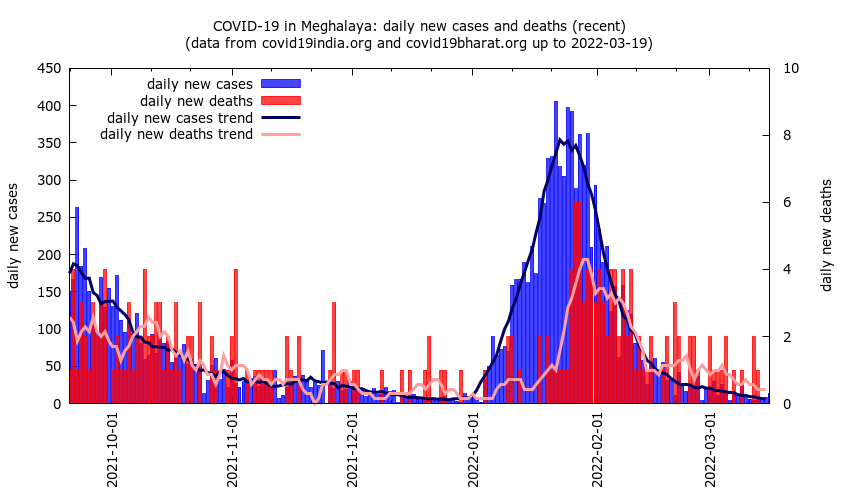 COVID-19 in Meghalaya: daily new cases and deaths (recent)
(data from covid19india.org and covid19bharat.org up to 2022-03-19)
450
400
350
300
250
200
150
100
50
0
daily new cases
10
8
6
4
2
0
daily new deaths
daily new cases
daily new deaths
daily new cases trend
daily new deaths trend
2021-10-01
2021-11-01
2021-12-01
2022-01-01
2022-02-01
2022-03-01